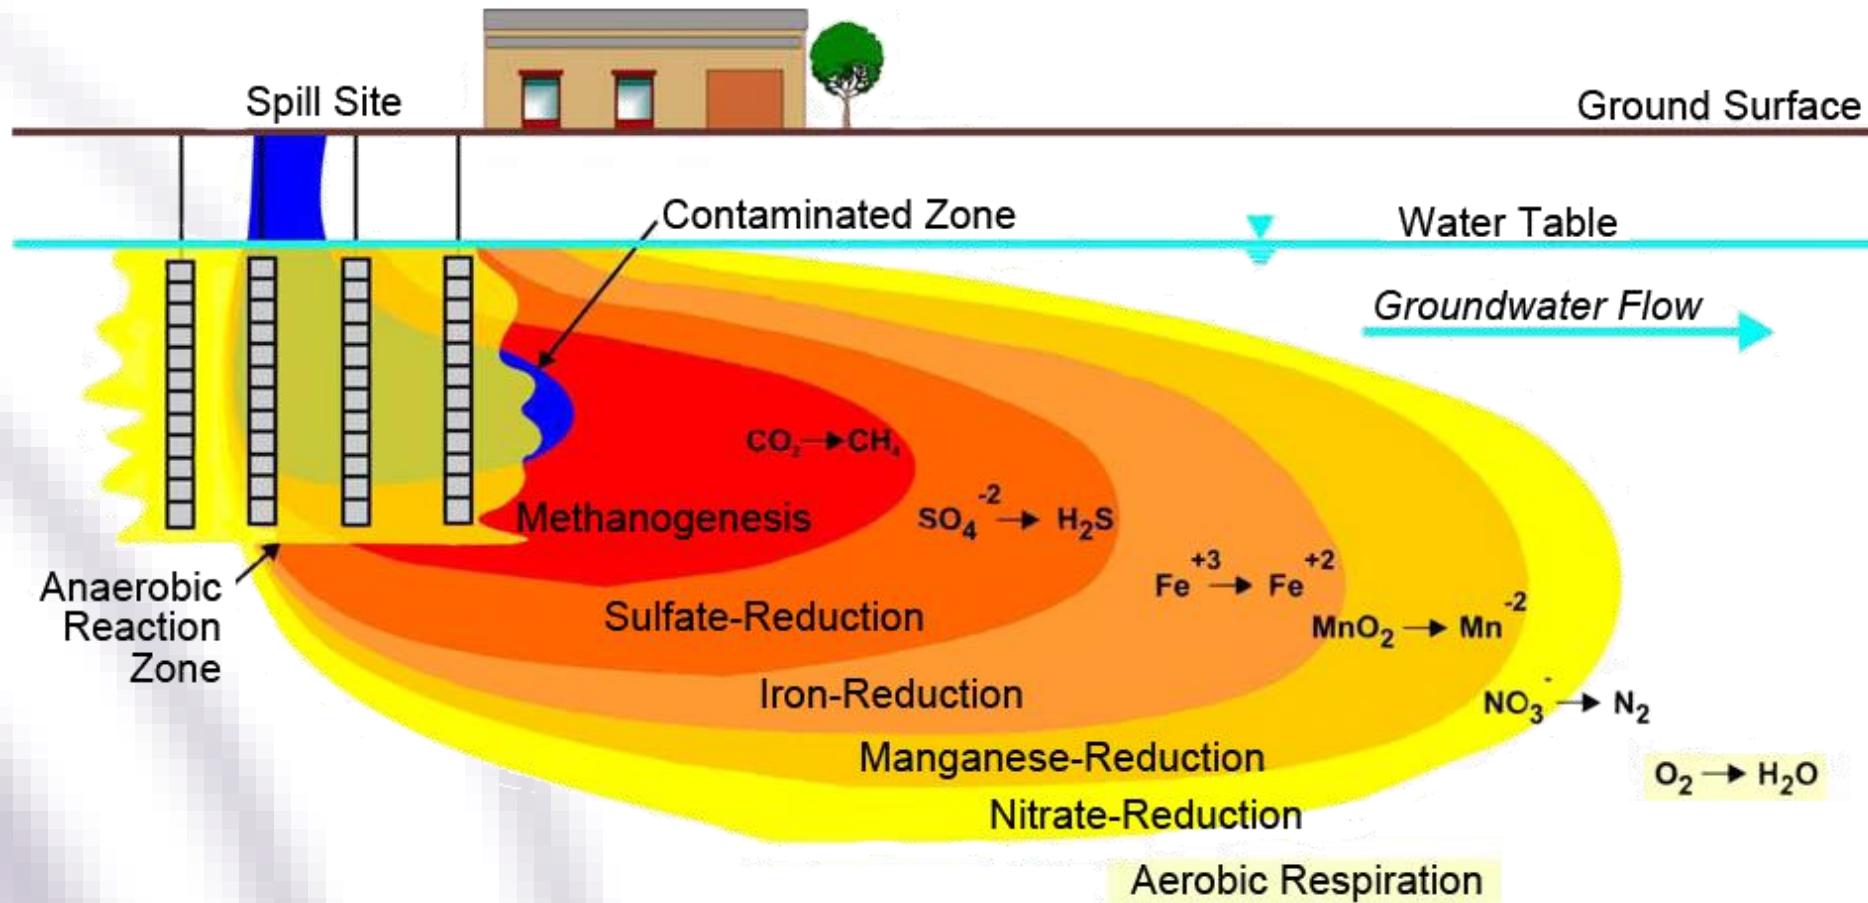 Spill Site
Ground Surface
Contaminated Zone
Water Table
Groundwater Flow
CO₂→CH₄
Methanogenesis
SO₄⁻² → H₂S
Fe⁺³ → Fe⁺²
Anaerobic
Reaction
Zone
Sulfate-Reduction
MnO₂ → Mn⁻²
Iron-Reduction
NO₃⁻ → N₂
Manganese-Reduction
O₂ → H₂O
Nitrate-Reduction
Aerobic Respiration